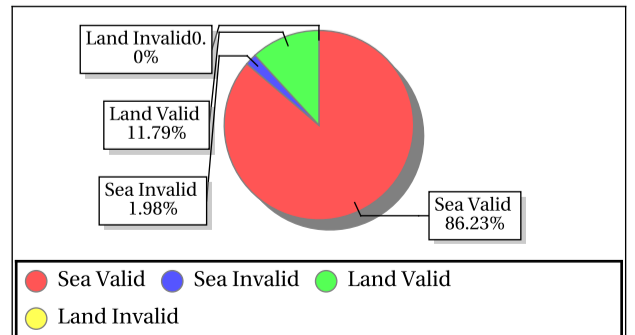 Land Invalid0.
0%
Land Valid
11.79%
Sea Invalid
1.98%
Sea Valid
86.23%
Sea Valid Sea Invalid Land Valid
Land Invalid